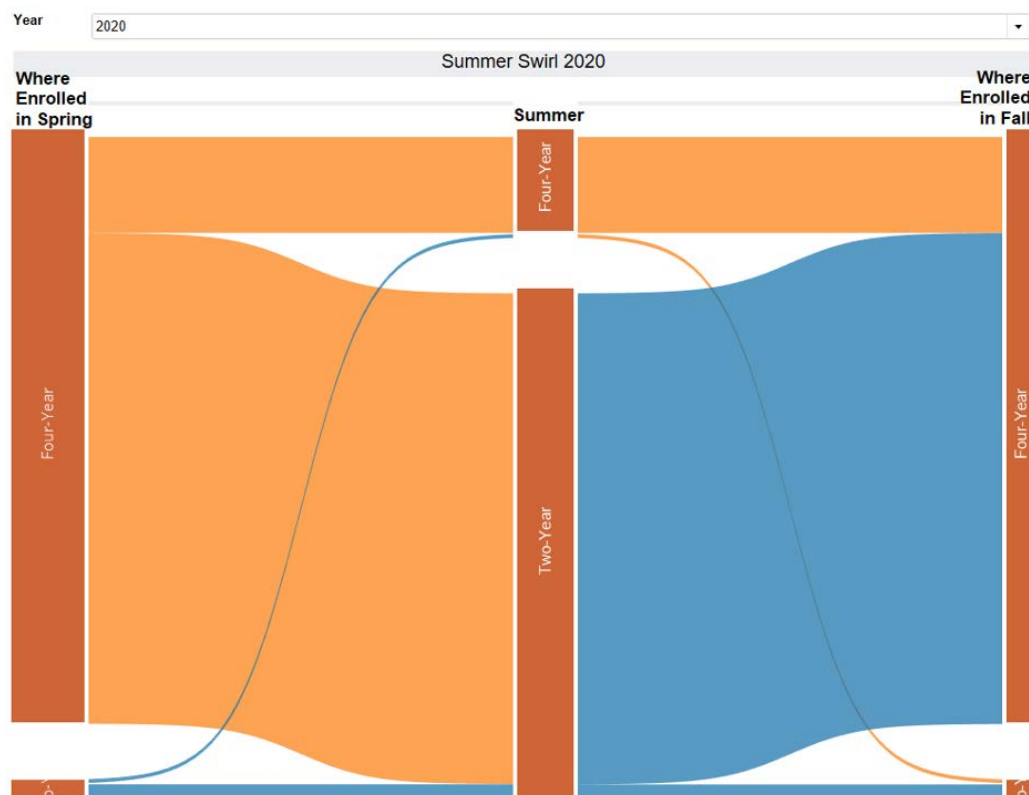 Year
2020
Summer Swirl 2020
Where
Enrolled
in Spring
Summer
Where
Enrolled
in Fall
Four-Year
Four-Year
Four-Year
Two-Year